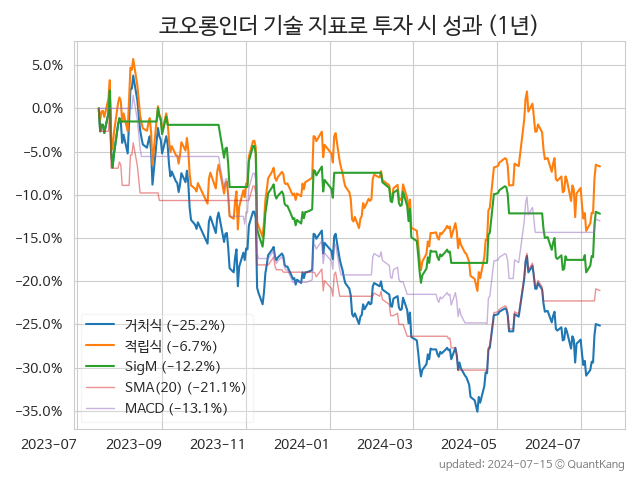 코오롱인더 기술 지표로 투자 시 성과 (1년)
5.0%
0.0%
−5.0%
−10.0%
−15.0%
−20.0%
−25.0%
−30.0%
−35.0%
거치식 (−25.2%)
적립식 (−6.7%)
SigM (−12.2%)
SMA(20) (−21.1%)
MACD (−13.1%)
2023−07 2023−09 2023−11 2024−01 2024−03 2024−05 2024−07
updated: 2024-07-15 © QuantKang